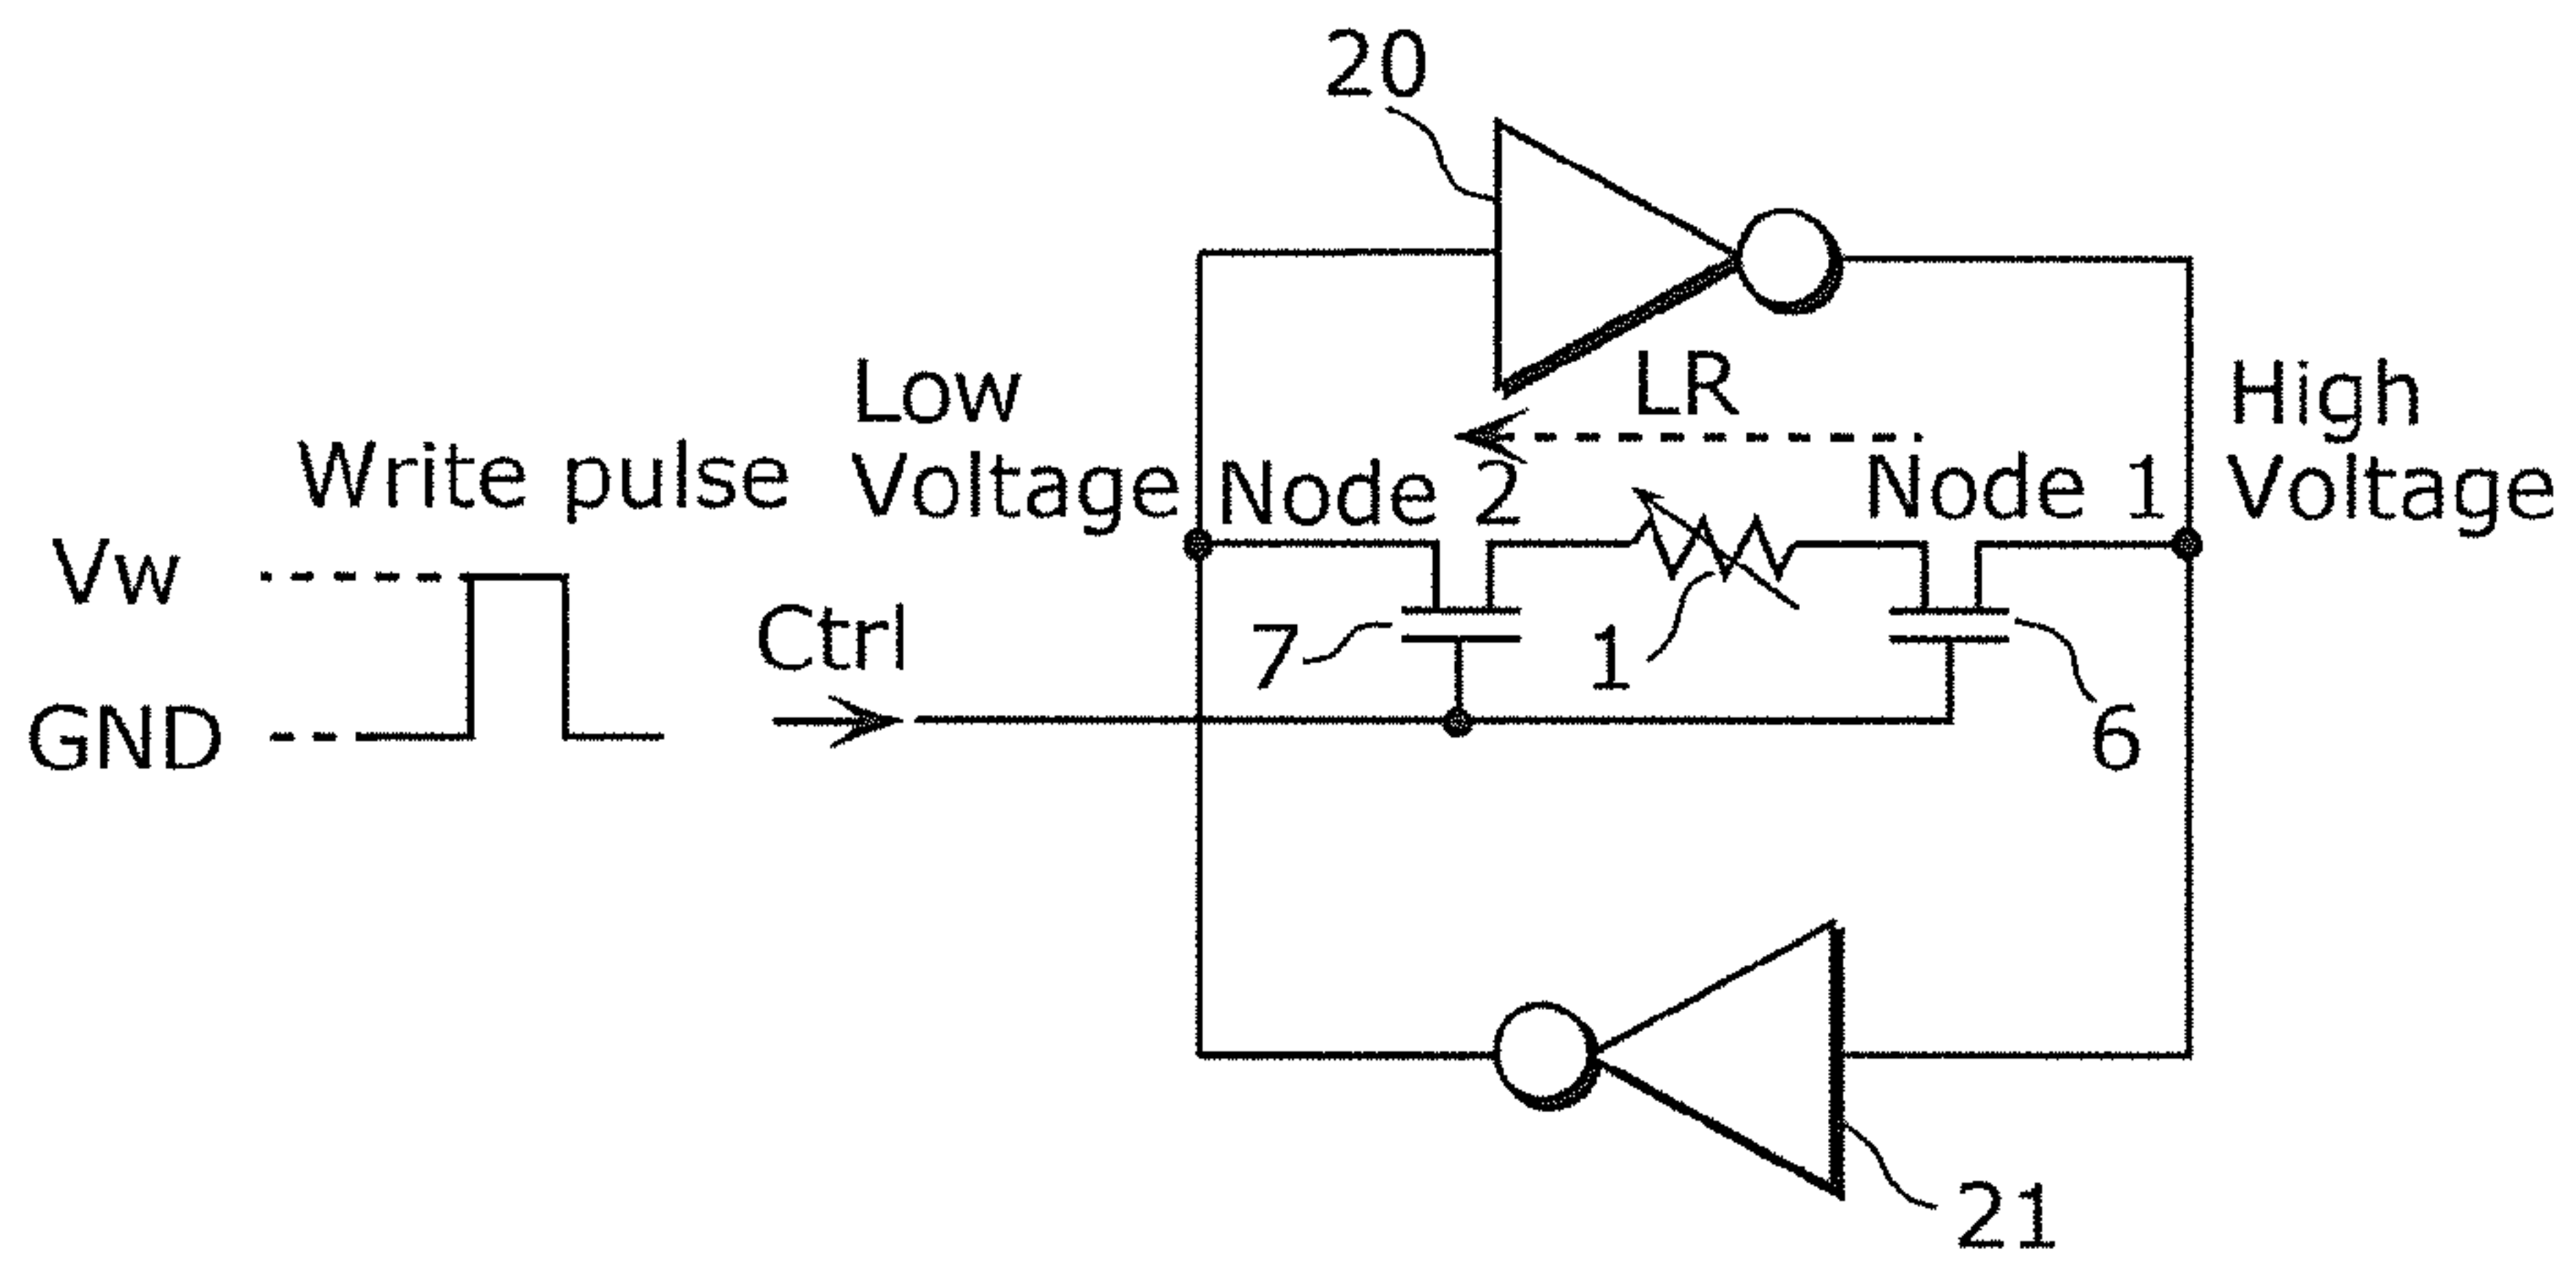 20
LR
Low
Voltage
High
Voltage
Write pulse
Node 2
Node 1
Vw
GND
Ctrl
7
1
6
21